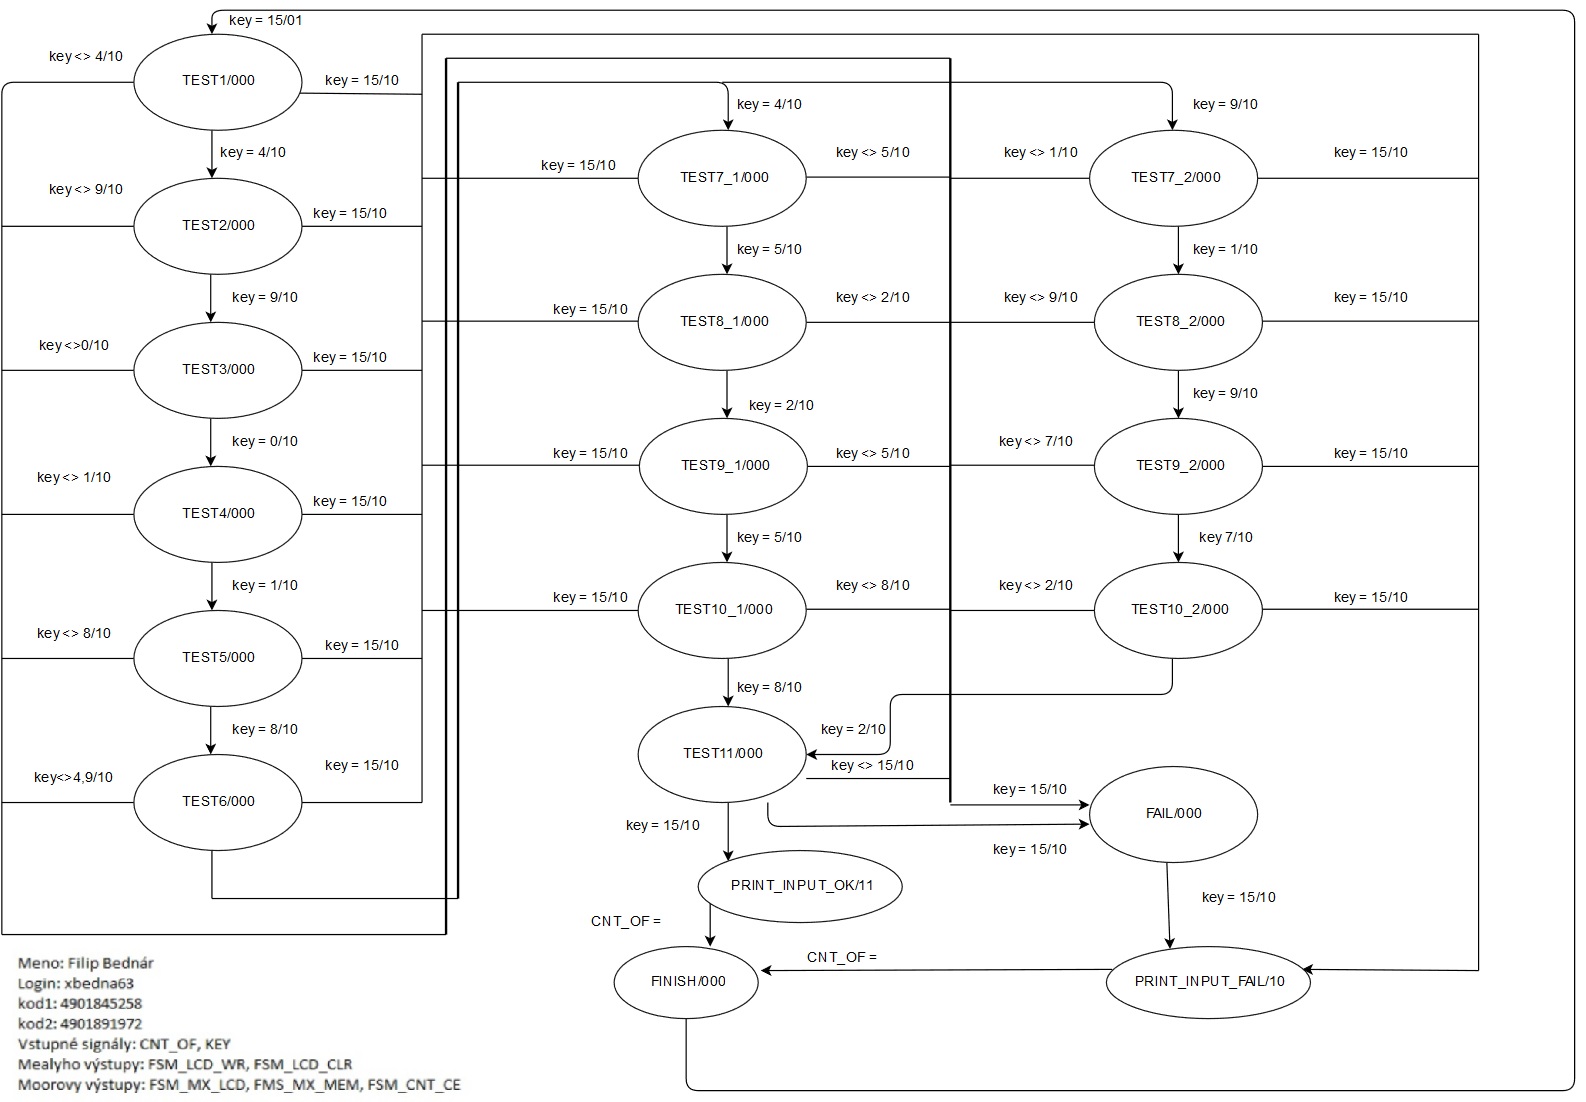 key = 15/01
key <> 4/10
TEST1/000
key = 15/10
key = 4/10
key <> 9/10
TEST2/000
key = 15/10
key = 9/10
key <>0/10
TEST3/000
key = 15/10
key = 0/10
key <> 1/10
TEST4/000
key = 15/10
key = 1/10
key <> 8/10
TEST5/000
key = 15/10
key = 8/10
key<>4,9/10
TEST6/000
key = 15/10
key = 4/10
key = 15/10
TEST7_1/000
key <> 5/10
key = 5/10
key = 15/10
TEST8_1/000
key <> 2/10
key = 2/10
key = 15/10
TEST9_1/000
key <> 5/10
key = 5/10
key = 15/10
TEST10_1/000
key <> 8/10
key = 8/10
key = 9/10
key <> 1/10
TEST7_2/000
key = 15/10
key = 1/10
key <> 9/10
TEST8_2/000
key = 15/10
key = 9/10
key <> 7/10
TEST9_2/000
key = 15/10
key 7/10
key <> 2/10
TEST10_2/000
key = 15/10
key = 2/10
TEST11/000
key <> 15/10
key = 15/10
key = 15/10
FAIL/000
key = 15/10
key = 15/10
PRINT_INPUT_OK/11
CNT_OF =
CNT_OF =
FINISH/000
PRINT_INPUT_FAIL/10
Meno: Filip Bednár
Login: xbedna63
kod1: 4901845258
kod2: 4901891972
Vstupné signály: CNT_OF, KEY
Mealyho výstupy: FSM_LCD_WR, FSM_LCD_CLR
Moorovy výstupy: FSM_MX_LCD, FMS_MX_MEM, FSM_CNT_CE